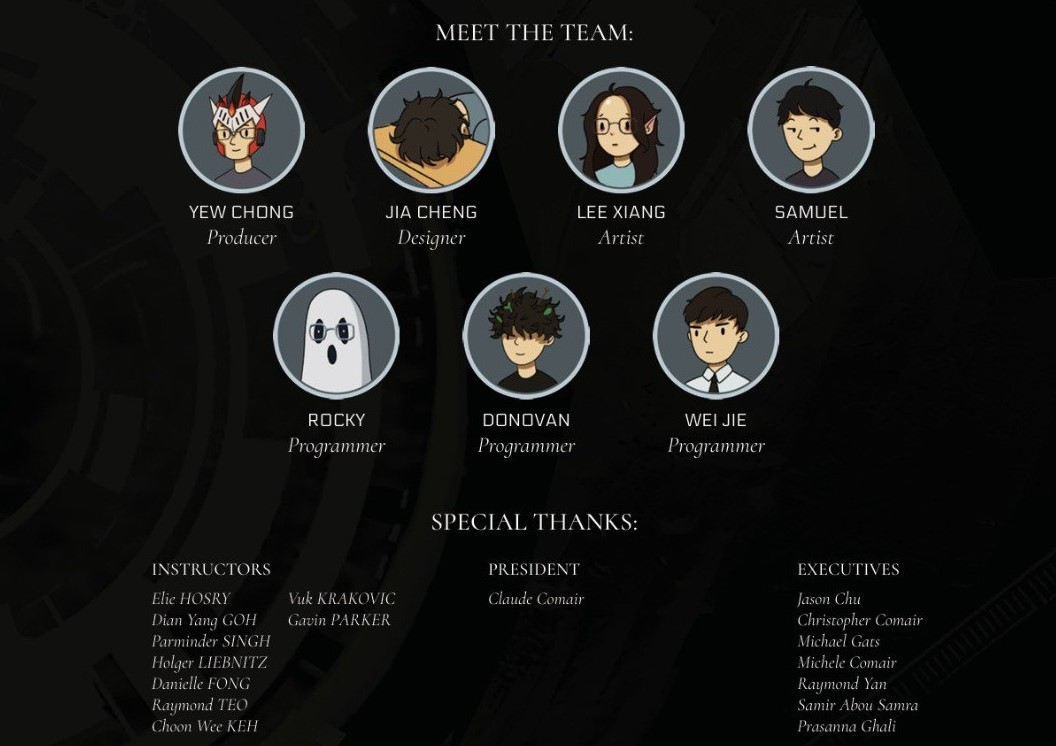 MEET THE TEAM:
YEW CHONG
Producer
JIA CHENG
Designer
LEE XIANG
Artist
SAMUEL
Artist
ROCKY
Programmer
DONOVAN
Programmer
WEI JIE
Programmer
SPECIAL THANKS:
INSTRUCTORS
Elie HOSRY
Dian Yang GOH
Parminder SINGH
Holger LIEBNITZ
Danielle FONG
Raymond TEO
Choon Wee KEH
Vuk KRAKOVIC
Gavin PARKER
PRESIDENT
Claude Comair
EXECUTIVES
Jason Chu
Christopher Comair
Michael Gats
Michele Comair
Raymond Yan
Samir Abou Samra
Prasanna Ghali